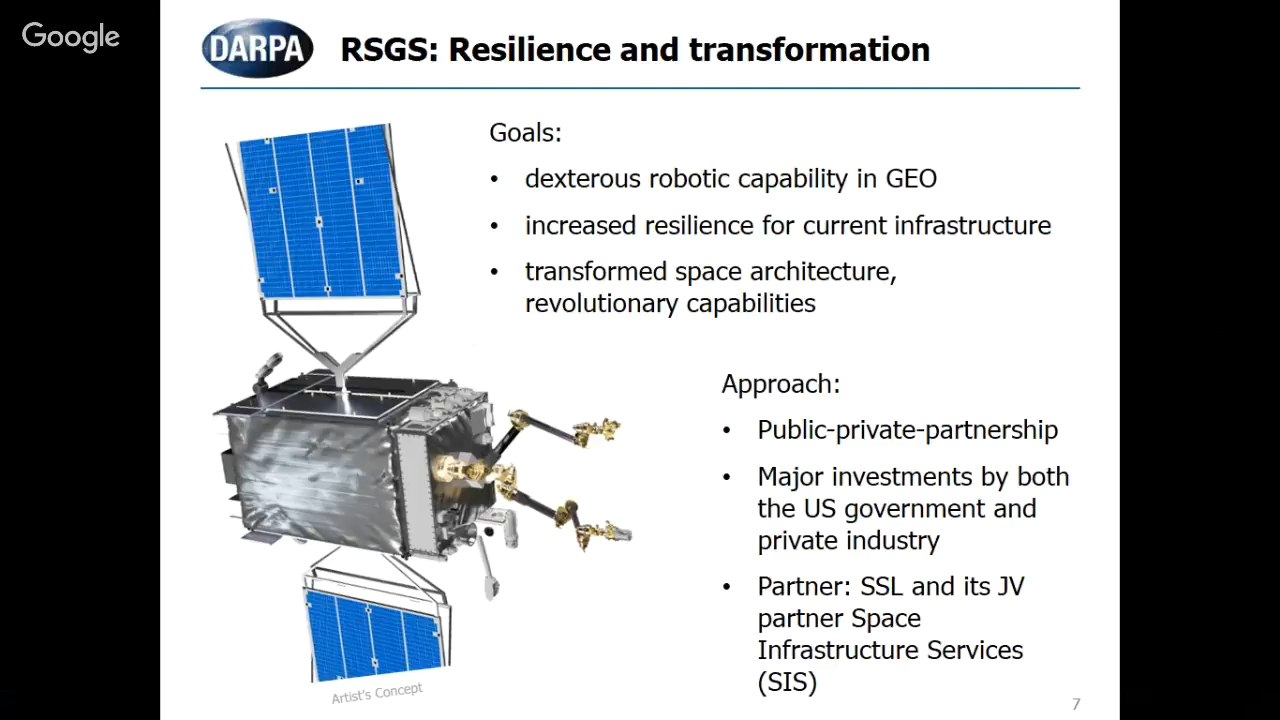 Google
DARPA
RSGS: Resilience and transformation
Goals:
• dexterous robotic capability in GEO
• increased resilience for current infrastructure
• transformed space architecture,
revolutionary capabilities
Approach:
• Public-private-partnership
• Major investments by both
the US government and
private industry
• Partner: SSL and its JV
partner Space
Infrastructure Services
(SIS)
Artist's Concept
7